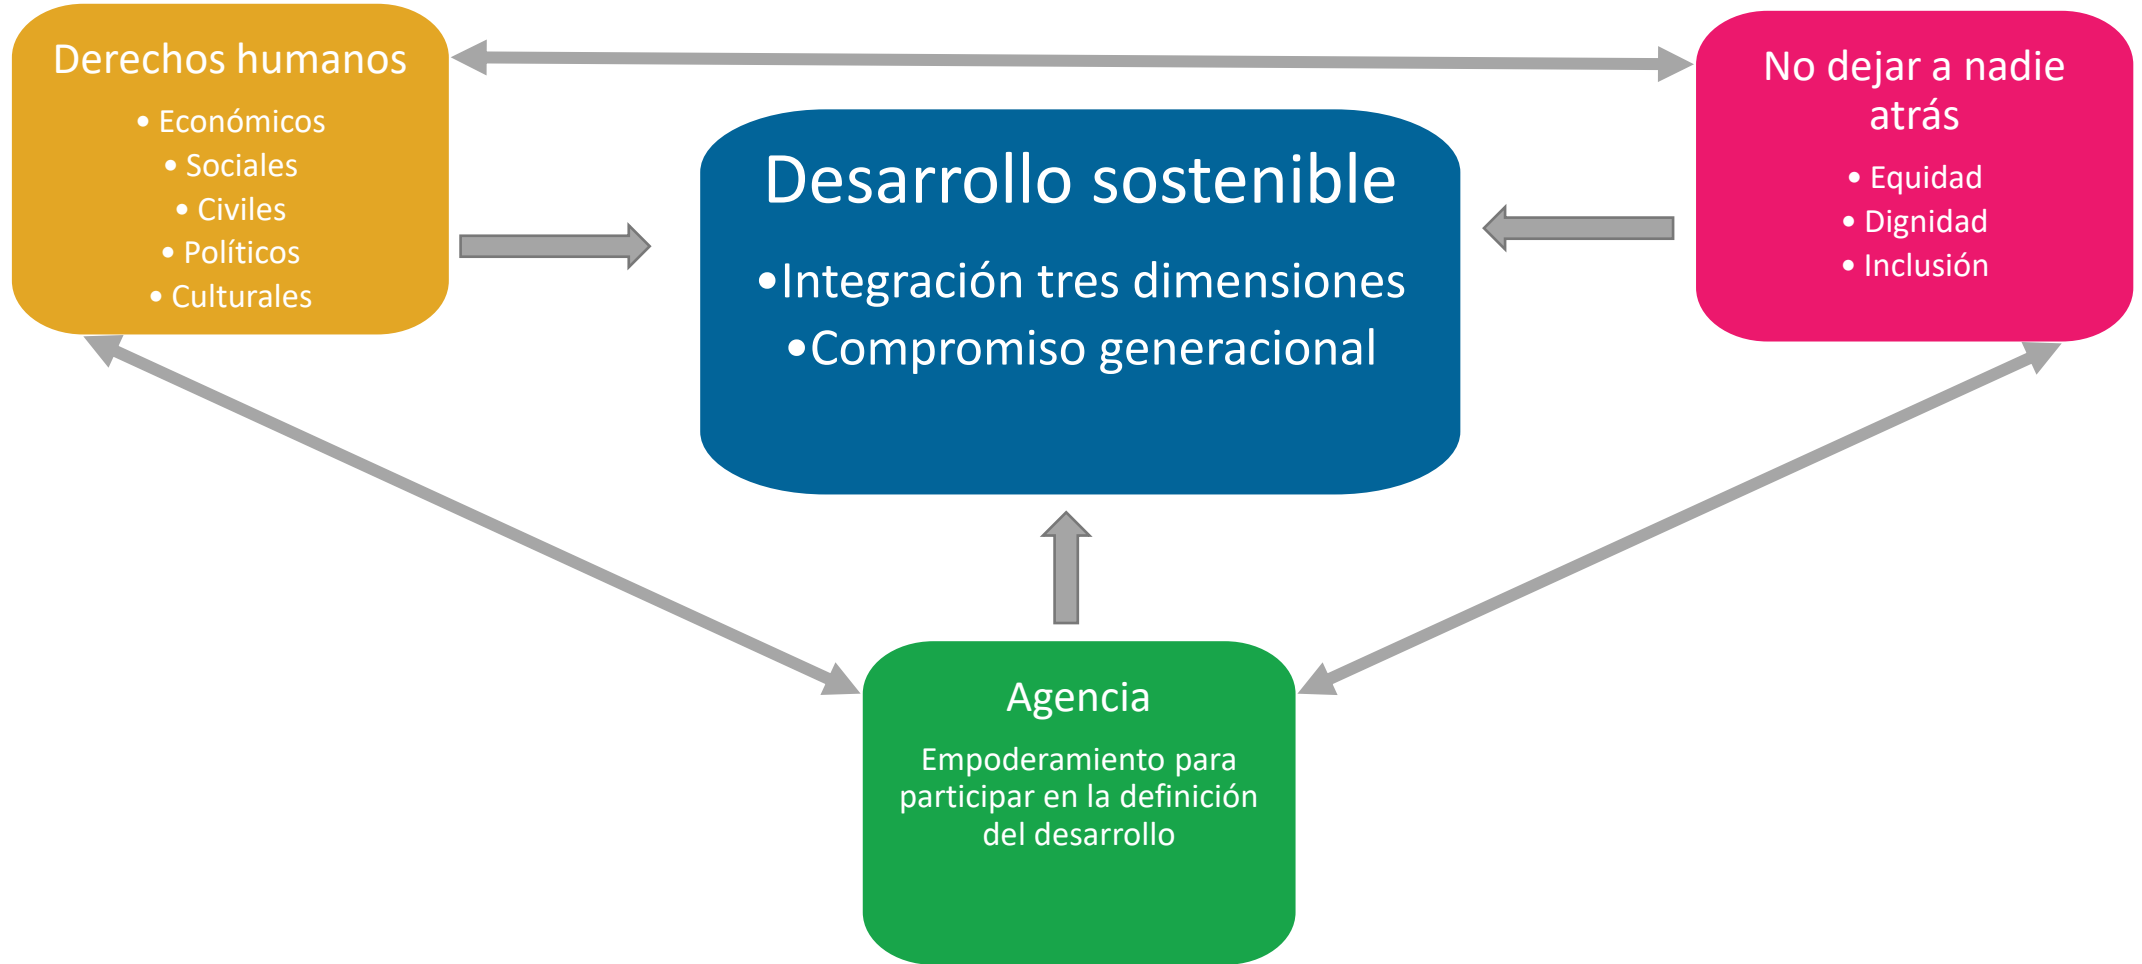 Derechos humanos
• Económicos
• Sociales
• Civiles
• Políticos
• Culturales
Desarrollo sostenible
•Integración tres dimensiones
•Compromiso generacional
No dejar a nadie
atrás
• Equidad
• Dignidad
• Inclusión
Agencia
Empoderamiento para
participar en la definición
del desarrollo